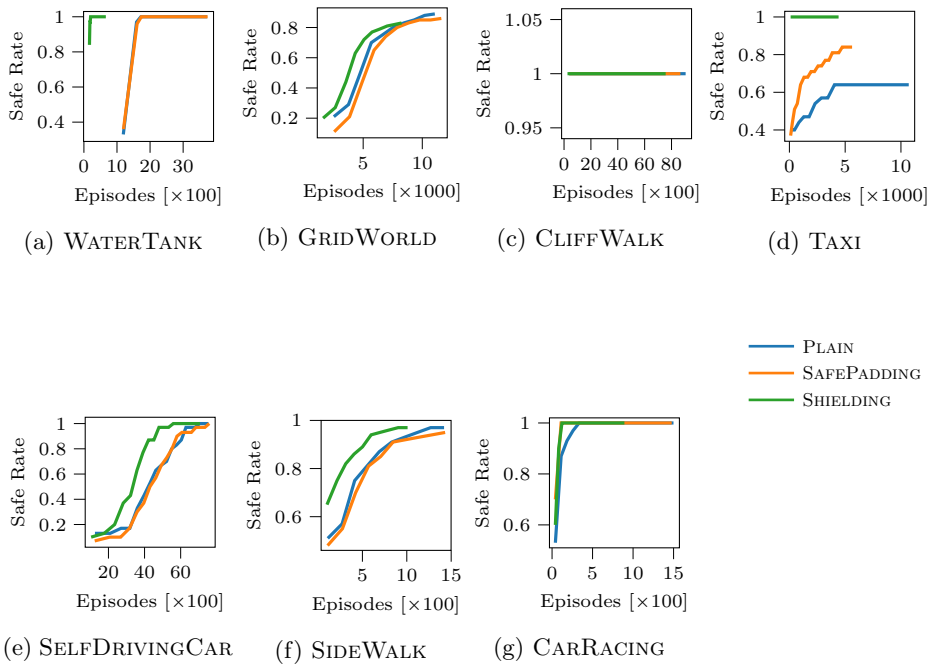 Safe Rate
1
0.8
0.6
0.4
0 10 30
Episodes [×100]
(a) WATERTANK
Safe Rate
0.8
0.6
0.4
0.2
5 10
Episodes [×1000]
(b) GRIDWORLD
Safe Rate
1.05
1
0.95
0 20 40 60 80
Episodes [×100]
(c) CLIFFWALK
Safe Rate
1
0.8
0.6
0.4
0 5 10
Episodes [×1000]
(d) TAXI
PLAIN
SAFEPADDING
SHIELDING
Safe Rate
1
0.8
0.6
0.4
0.2
20 40 60
Episodes [×100]
(e) SELFDRIVINGCAR
Safe Rate
1
0.8
0.6
5 10 15
Episodes [×100]
(f) SIDEWALK
Safe Rate
1
0.8
0.6
0 5 10 15
Episodes [×100]
(g) CARRACING